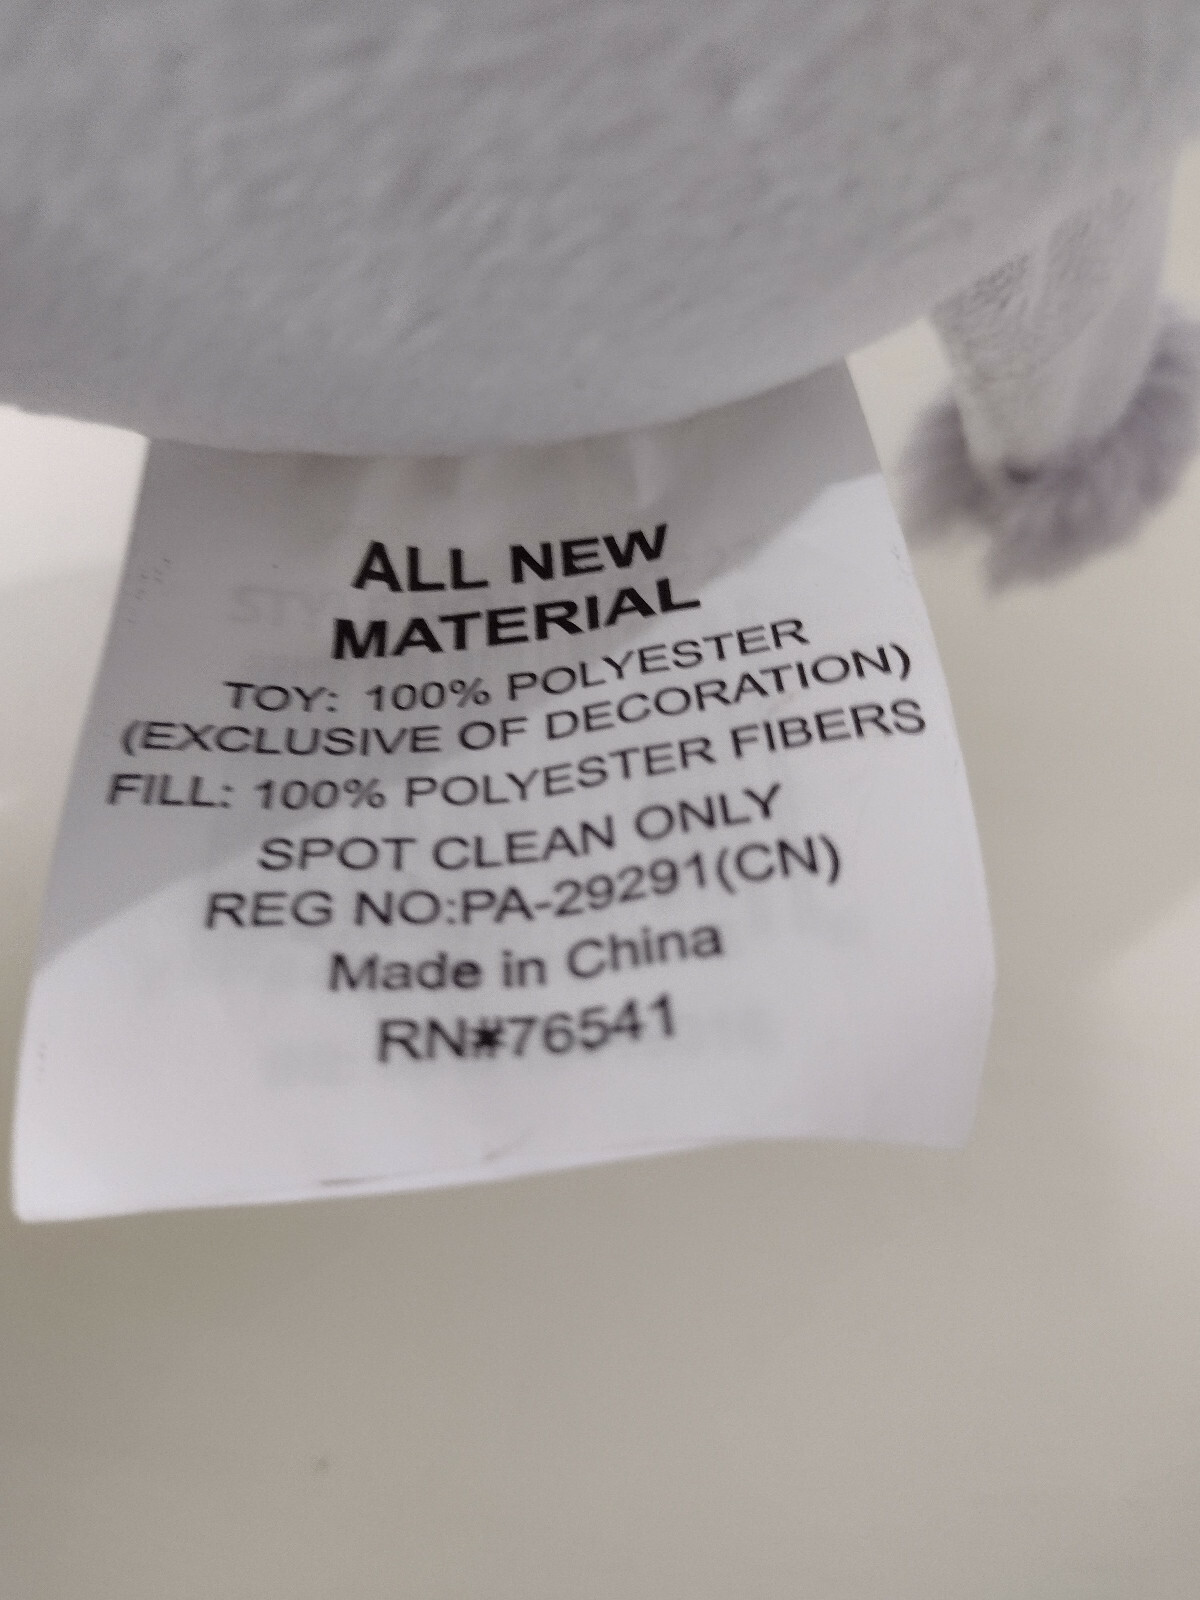 ALL NEW
MATERIAL
TOY: 100% POLYESTER
(EXCLUSIVE OF DECORATION)
FILL: 100% POLYESTER FIBERS
SPOT CLEAN ONLY
REG NO:PA-29291(CN)
Made in China
RN#76541